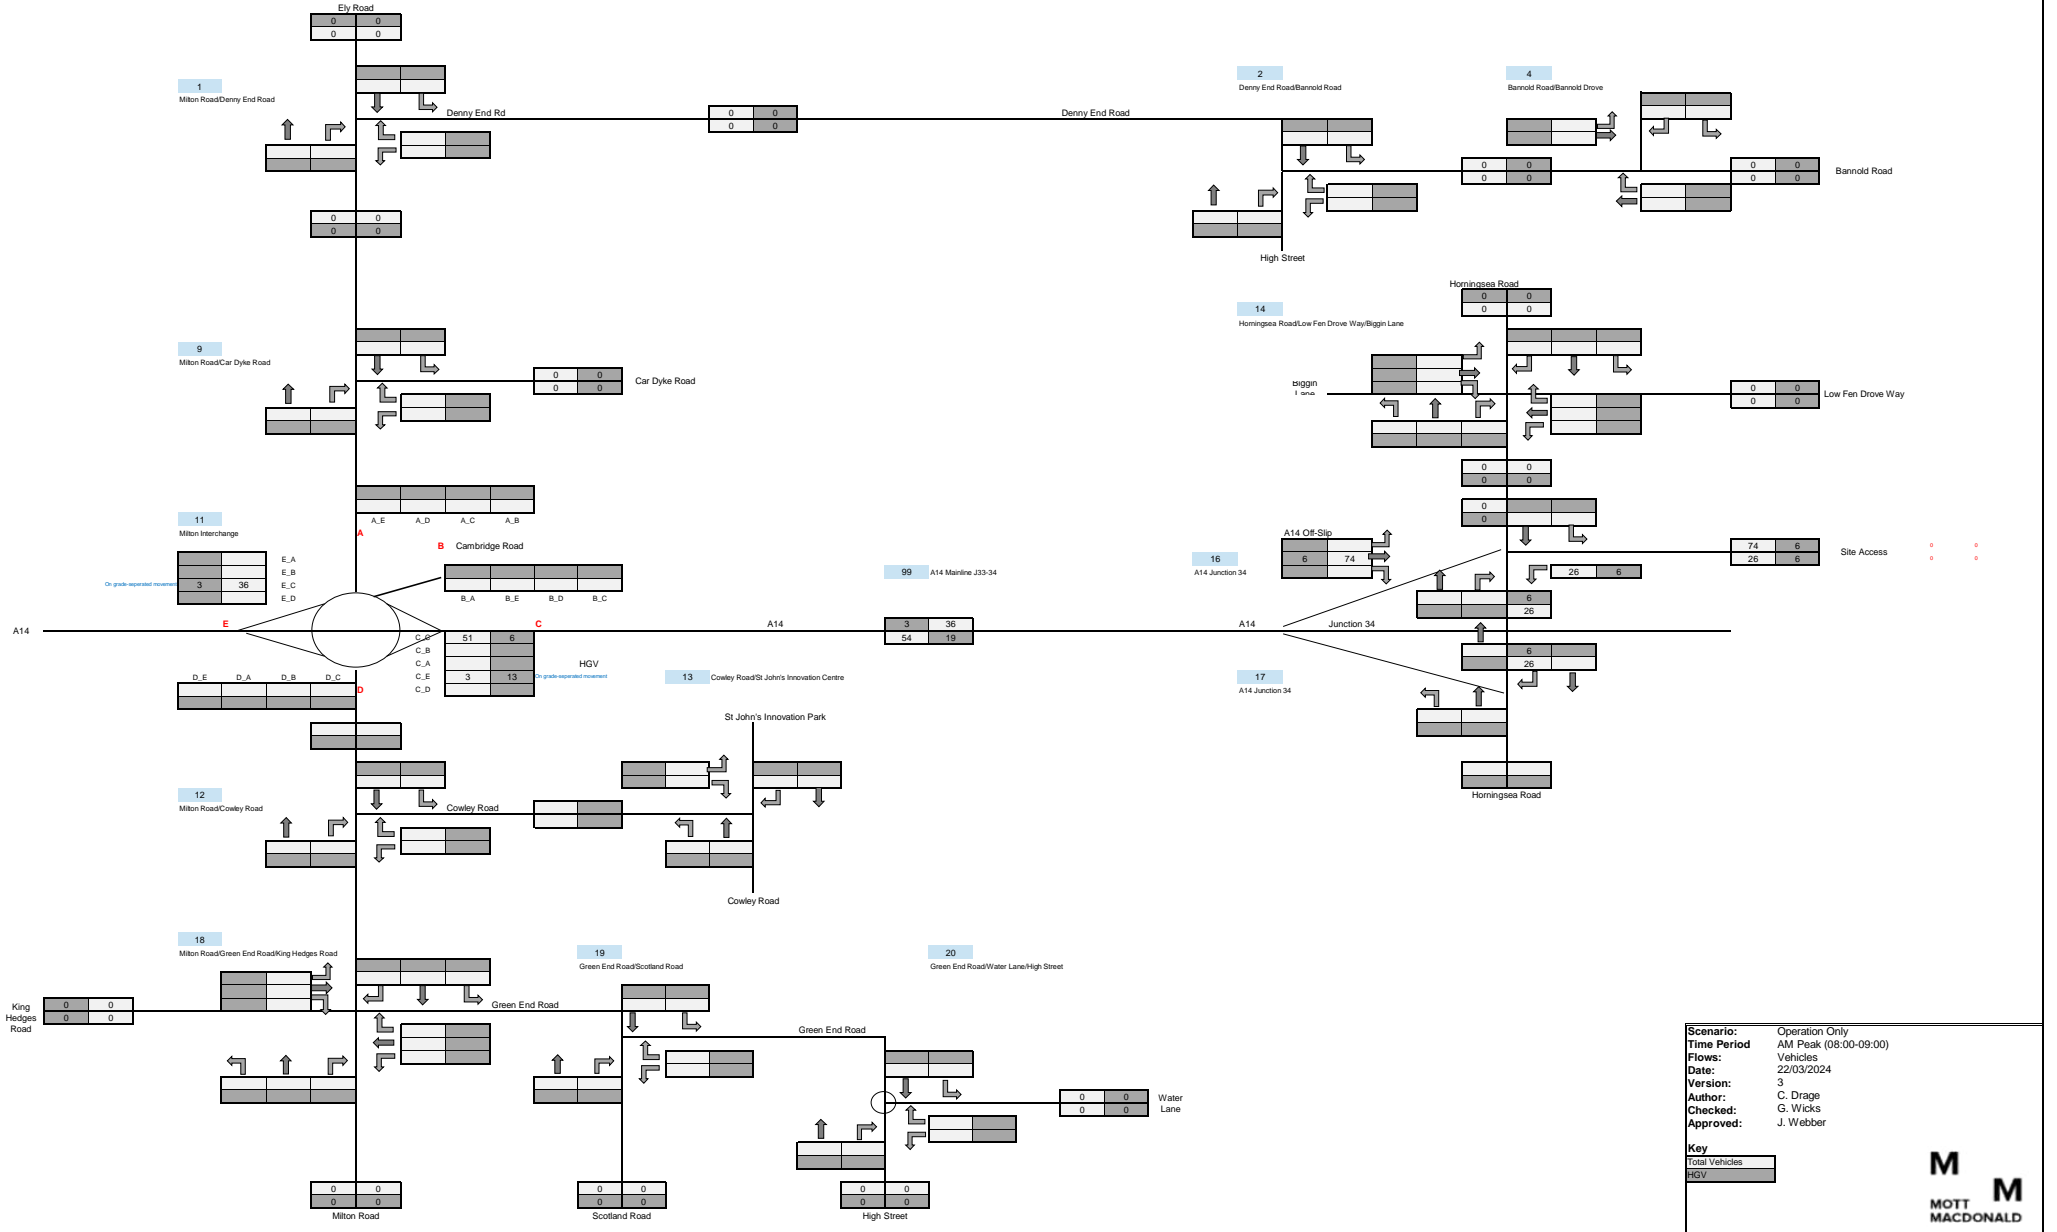 Ely Road
0 0
0 0
1
Milton Road/Denny End Road
2
Denny End Road/Bannold Road
4
Bannold Road/Bannold Drove
Denny End Rd
0 0
0 0
Denny End Road
0 0
0 0
0 0
0 0
Bannold Road
0 0
0 0
High Street
Horningsea Road
0 0
0 0
14
Horningsea Road/Low Fen Drove Way/Biggin Lane
9
Milton Road/Car Dyke Road
0 0
0 0
Car Dyke Road
Biggin
Lane
0 0
0 0
Low Fen Drove Way
0 0
0 0
A_E A_D A_C A_B
11
Milton Interchange
A
B Cambridge Road
0
0
A14 Off-Slip
6 74
16
A14 Junction 34
74 6
26 6
Site Access
0 0
0 0
E_A
E_B
On grade-seperated movement
3 36
E_C
E_D
B_A B_E B_D B_C
99
A14 Mainline J33-34
26 6
6
26
A14
E
C
A14
3 36
54 19
A14
Junction 34
C_C
51 6
C_B
C_A
HGV
C_E
3 13
On grade-seperated movement
C_D
6
26
D_E D_A D_B D_C
D
13
Cowley Road/St John's Innovation Centre
17
A14 Junction 34
St John's Innovation Park
12
Milton Road/Cowley Road
Cowley Road
Horningsea Road
Cowley Road
18
Milton Road/Green End Road/King Hedges Road
19
Green End Road/Scotland Road
20
Green End Road/Water Lane/High Street
King
Hedges
Road
0 0
0 0
Green End Road
Green End Road
0 0
0 0
Water
Lane
0 0
0 0
Milton Road
0 0
0 0
Scotland Road
0 0
0 0
High Street
Scenario: Operation Only
Time Period AM Peak (08:00-09:00)
Flows: Vehicles
Date: 22/03/2024
Version: 3
Author: C. Drage
Checked: G. Wicks
Approved: J. Webber
Key
Total Vehicles
HGV
M
M
MOTT
MACDONALD